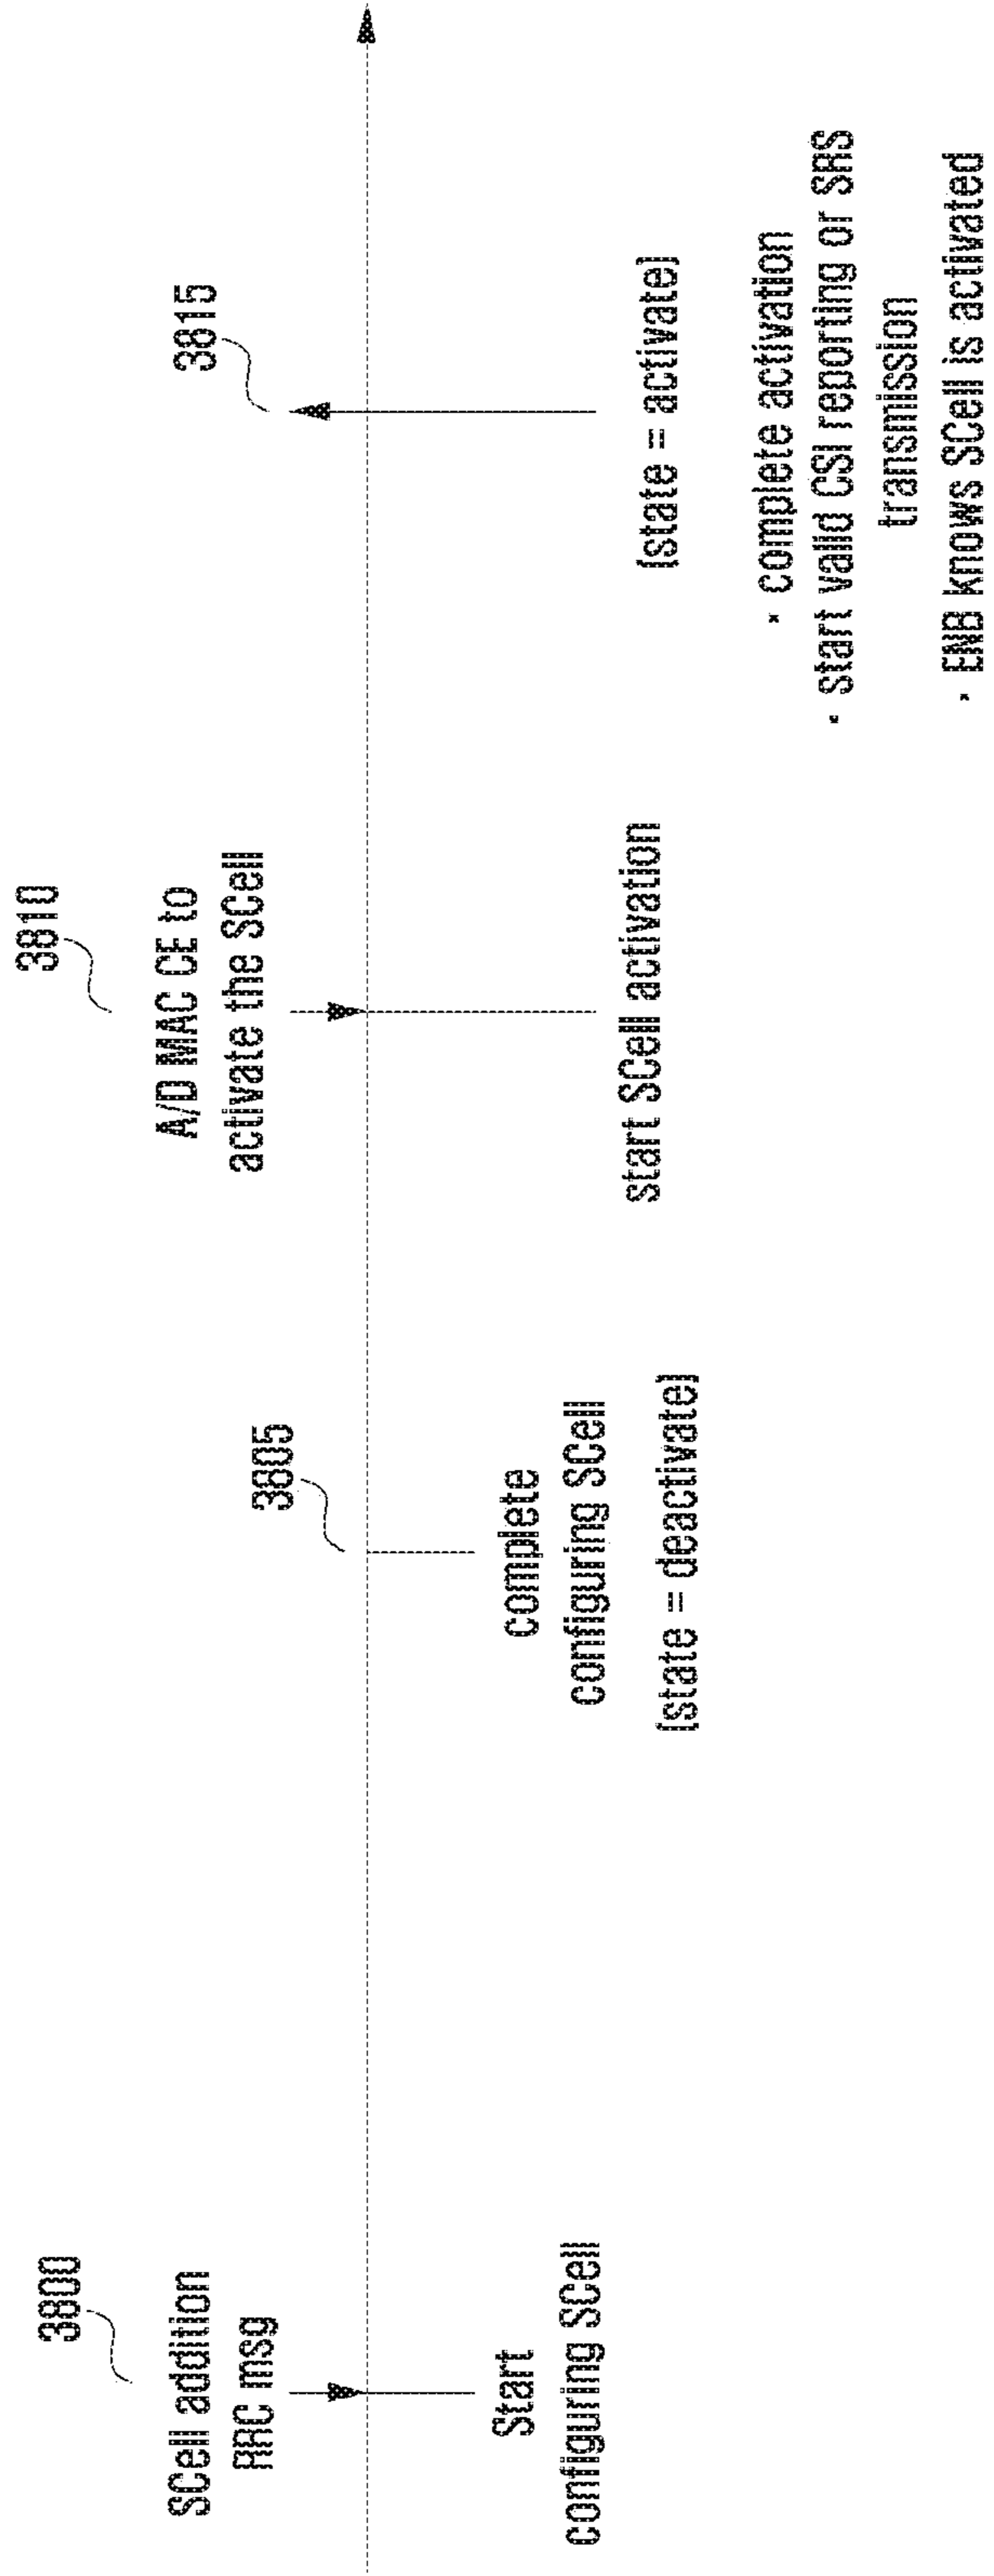 3800
SCell addition
RRC msg
Start
configuring SCell
3805
complete
configuring SCell
(state = deactivate)
3810
A/D MAC CE to
activate the SCell
start SCell activation
3815
(state = activate)
• complete activation
• start valid CSI reporting or SRS
transmission
• ENB knows SCell is activated